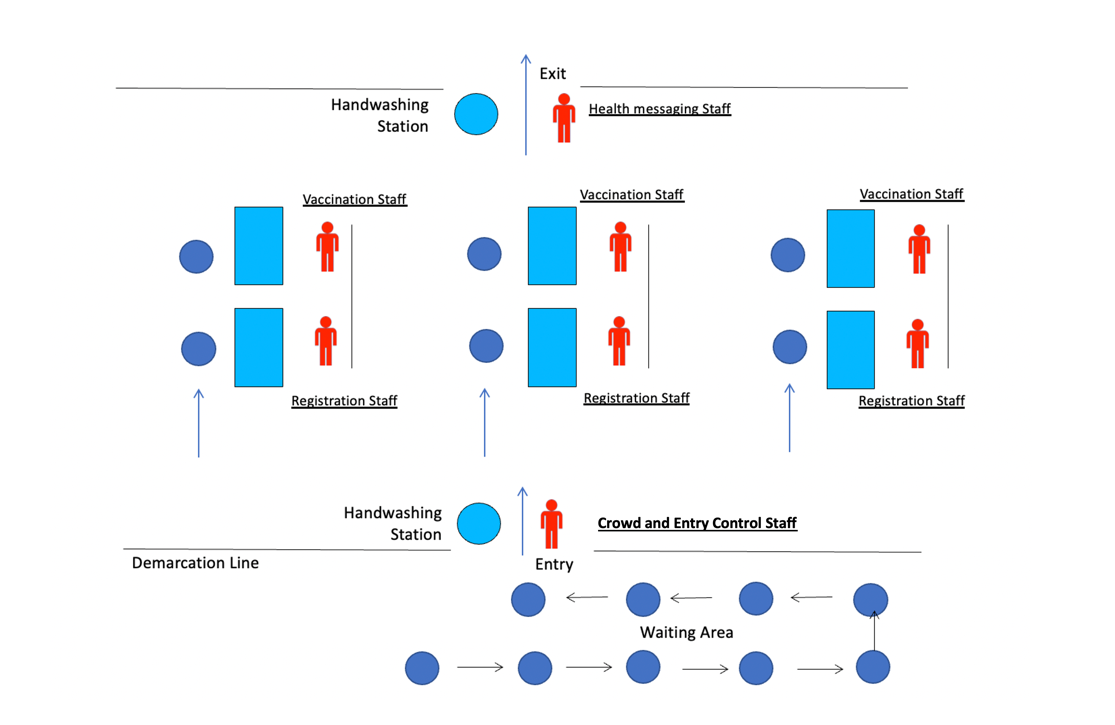 Exit
Handwashing
Station
Health messaging Staff
Vaccination Staff
Vaccination Staff
Vaccination Staff
Registration Staff
Registration Staff
Registration Staff
Handwashing
Station
Crowd and Entry Control Staff
Demarcation Line
Entry
Waiting Area